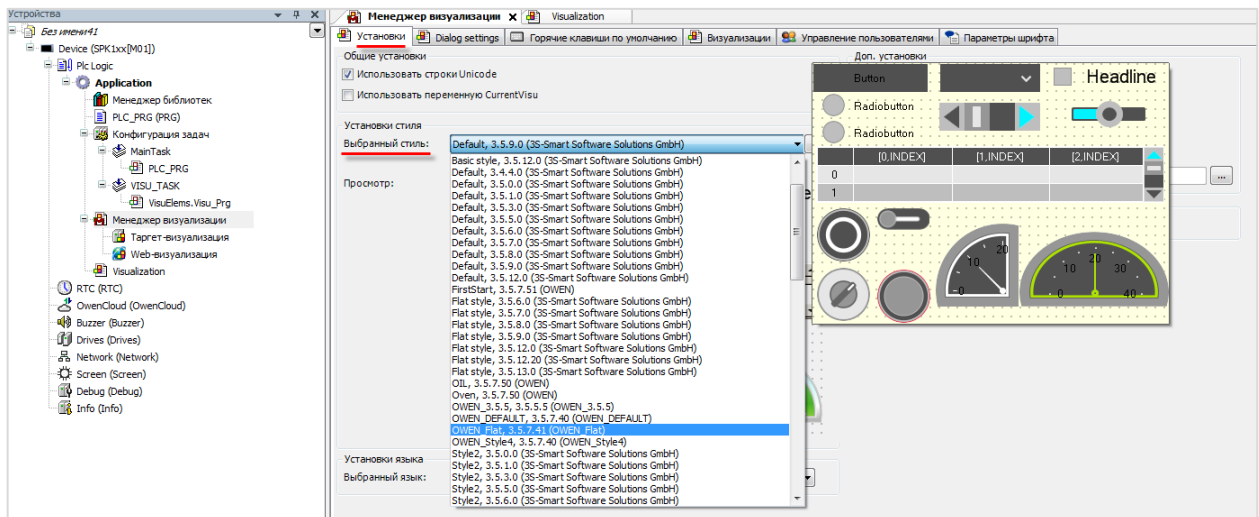 Устройства
Без имени41
Device (SPK1xx[M01])
Plc Logic
Application
Менеджер библиотек
PLC_PRG (PRG)
Конфигурация задач
MainTask
PLC_PRG
VISU_TASK
VisuElems.Visu_Prg
Менеджер визуализации
Таргет-визуализация
Web-визуализация
Visualization
RTC (RTC)
OwenCloud (OwenCloud)
Buzzer (Buzzer)
Drives (Drives)
Network (Network)
Screen (Screen)
Debug (Debug)
Info (Info)
Менеджер визуализации Visualization
Установки Dialog settings Горячие клавиши по умолчанию Визуализации Управление пользователями Параметры шрифта
Общие установки Доп. установки
Использовать строки Unicode
Использовать переменную CurrentVisu
Установки стиля
Выбранный стиль: Default, 3.5.9.0 (3S-Smart Software Solutions GmbH)
Просмотр:
Basic style, 3.5.12.0 (3S-Smart Software Solutions GmbH)
Default, 3.4.4.0 (3S-Smart Software Solutions GmbH)
Default, 3.5.0.0 (3S-Smart Software Solutions GmbH)
Default, 3.5.1.0 (3S-Smart Software Solutions GmbH)
Default, 3.5.3.0 (3S-Smart Software Solutions GmbH)
Default, 3.5.5.0 (3S-Smart Software Solutions GmbH)
Default, 3.5.6.0 (3S-Smart Software Solutions GmbH)
Default, 3.5.7.0 (3S-Smart Software Solutions GmbH)
Default, 3.5.8.0 (3S-Smart Software Solutions GmbH)
Default, 3.5.9.0 (3S-Smart Software Solutions GmbH)
Default, 3.5.12.0 (3S-Smart Software Solutions GmbH)
FirstStart, 3.5.7.51 (OWEN)
Flat style, 3.5.6.0 (3S-Smart Software Solutions GmbH)
Flat style, 3.5.7.0 (3S-Smart Software Solutions GmbH)
Flat style, 3.5.8.0 (3S-Smart Software Solutions GmbH)
Flat style, 3.5.9.0 (3S-Smart Software Solutions GmbH)
Flat style, 3.5.12.0 (3S-Smart Software Solutions GmbH)
Flat style, 3.5.12.20 (3S-Smart Software Solutions GmbH)
Flat style, 3.5.13.0 (3S-Smart Software Solutions GmbH)
OIL, 3.5.7.50 (OWEN)
Oven, 3.5.7.50 (OWEN)
OWEN_3.5.5, 3.5.5.5 (OWEN_3.5.5)
OWEN_DEFAULT, 3.5.7.40 (OWEN_DEFAULT)
OWEN_Flat, 3.5.7.41 (OWEN_Flat)
OWEN_Style4, 3.5.7.40 (OWEN_Style4)
Style2, 3.5.0.0 (3S-Smart Software Solutions GmbH)
Style2, 3.5.1.0 (3S-Smart Software Solutions GmbH)
Style2, 3.5.3.0 (3S-Smart Software Solutions GmbH)
Style2, 3.5.5.0 (3S-Smart Software Solutions GmbH)
Style2, 3.5.6.0 (3S-Smart Software Solutions GmbH)
Установки языка
Выбранный язык:
Button Headline
Radiobutton
Radiobutton
[0,INDEX] [1,INDEX] [2,INDEX]
0
1
0 10 20
0 10 20 30 40
...